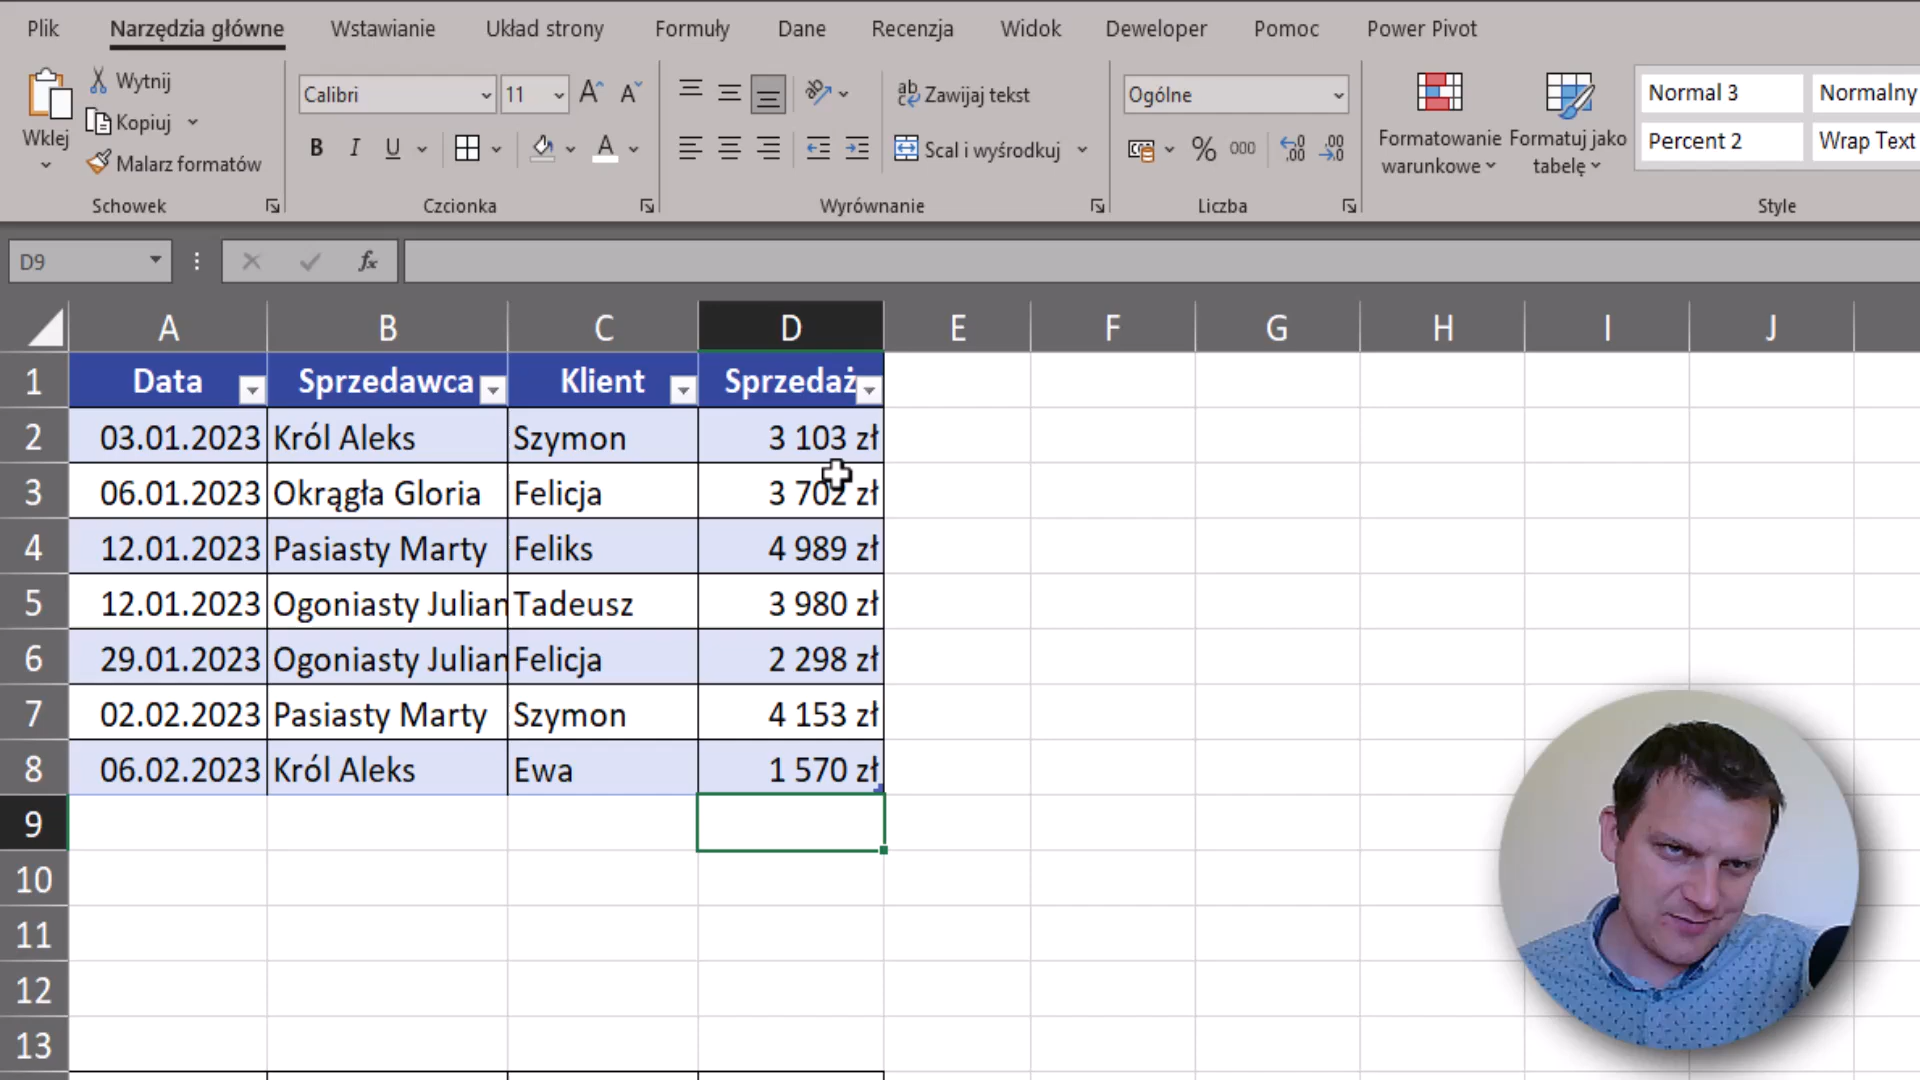 Plik Narzędzia główne Wstawianie Układ strony Formuły Dane Recenzja Widok Deweloper Pomoc Power Pivot
Wklej
Wytnij
Kopiuj
Malarz formatów
Schowek
Calibri 11
B I U
Czcionka
Zawijaj tekst
Scal i wyśrodkuj
Wyrównanie
Ogólne
% 000
Liczba
Formatowanie warunkowe
Formatuj jako tabelę
Normal 3 Normalny
Percent 2 Wrap Text
Style
D9 fx
A B C D E F G H I J
1 Data Sprzedawca Klient Sprzedaż
2 03.01.2023 Król Aleks Szymon 3 103 zł
3 06.01.2023 Okrągła Gloria Felicja 3 702 zł
4 12.01.2023 Pasiasty Marty Feliks 4 989 zł
5 12.01.2023 Ogoniasty Julian Tadeusz 3 980 zł
6 29.01.2023 Ogoniasty Julian Felicja 2 298 zł
7 02.02.2023 Pasiasty Marty Szymon 4 153 zł
8 06.02.2023 Król Aleks Ewa 1 570 zł
9
10
11
12
13